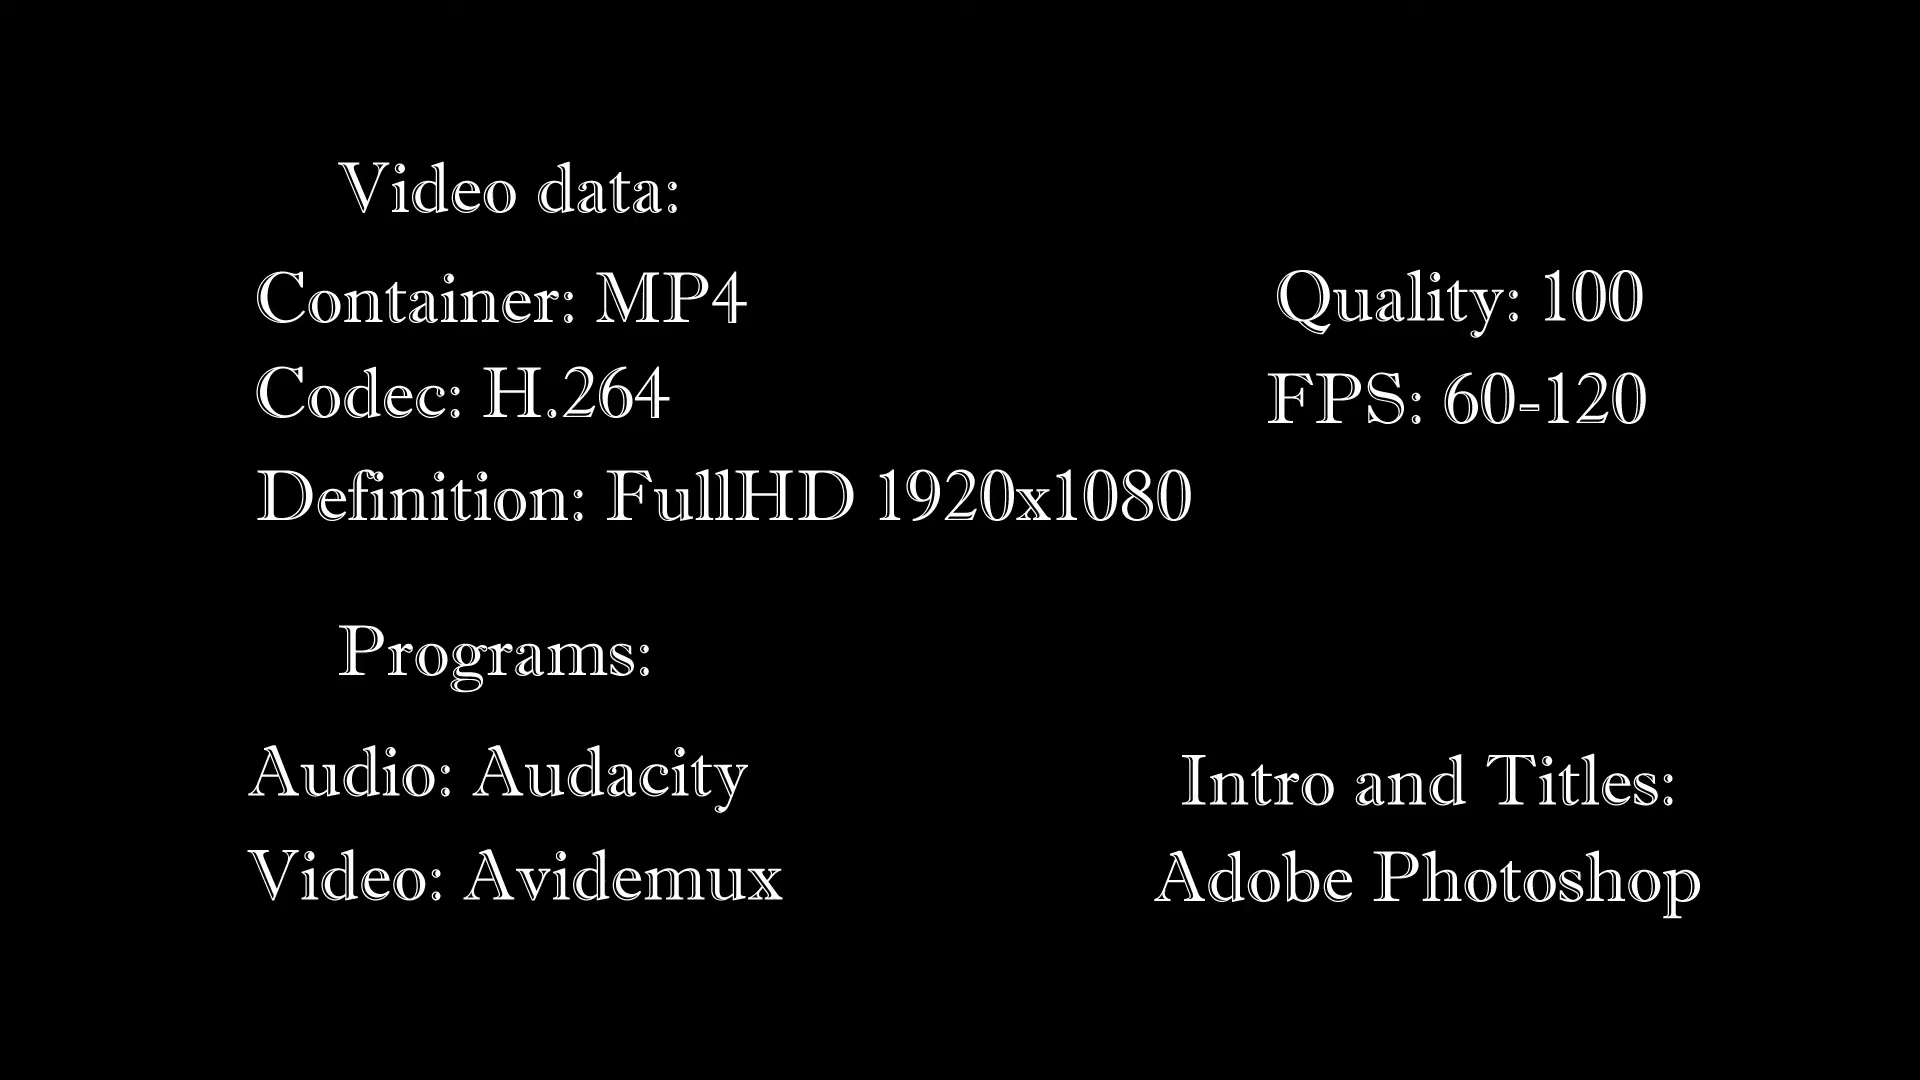 Video data:
Container: MP4
Quality: 100
Codec: H.264
FPS: 60-120
Definition: FullHD 1920x1080
Programs:
Audio: Audacity
Intro and Titles:
Video: Avidemux
Adobe Photoshop